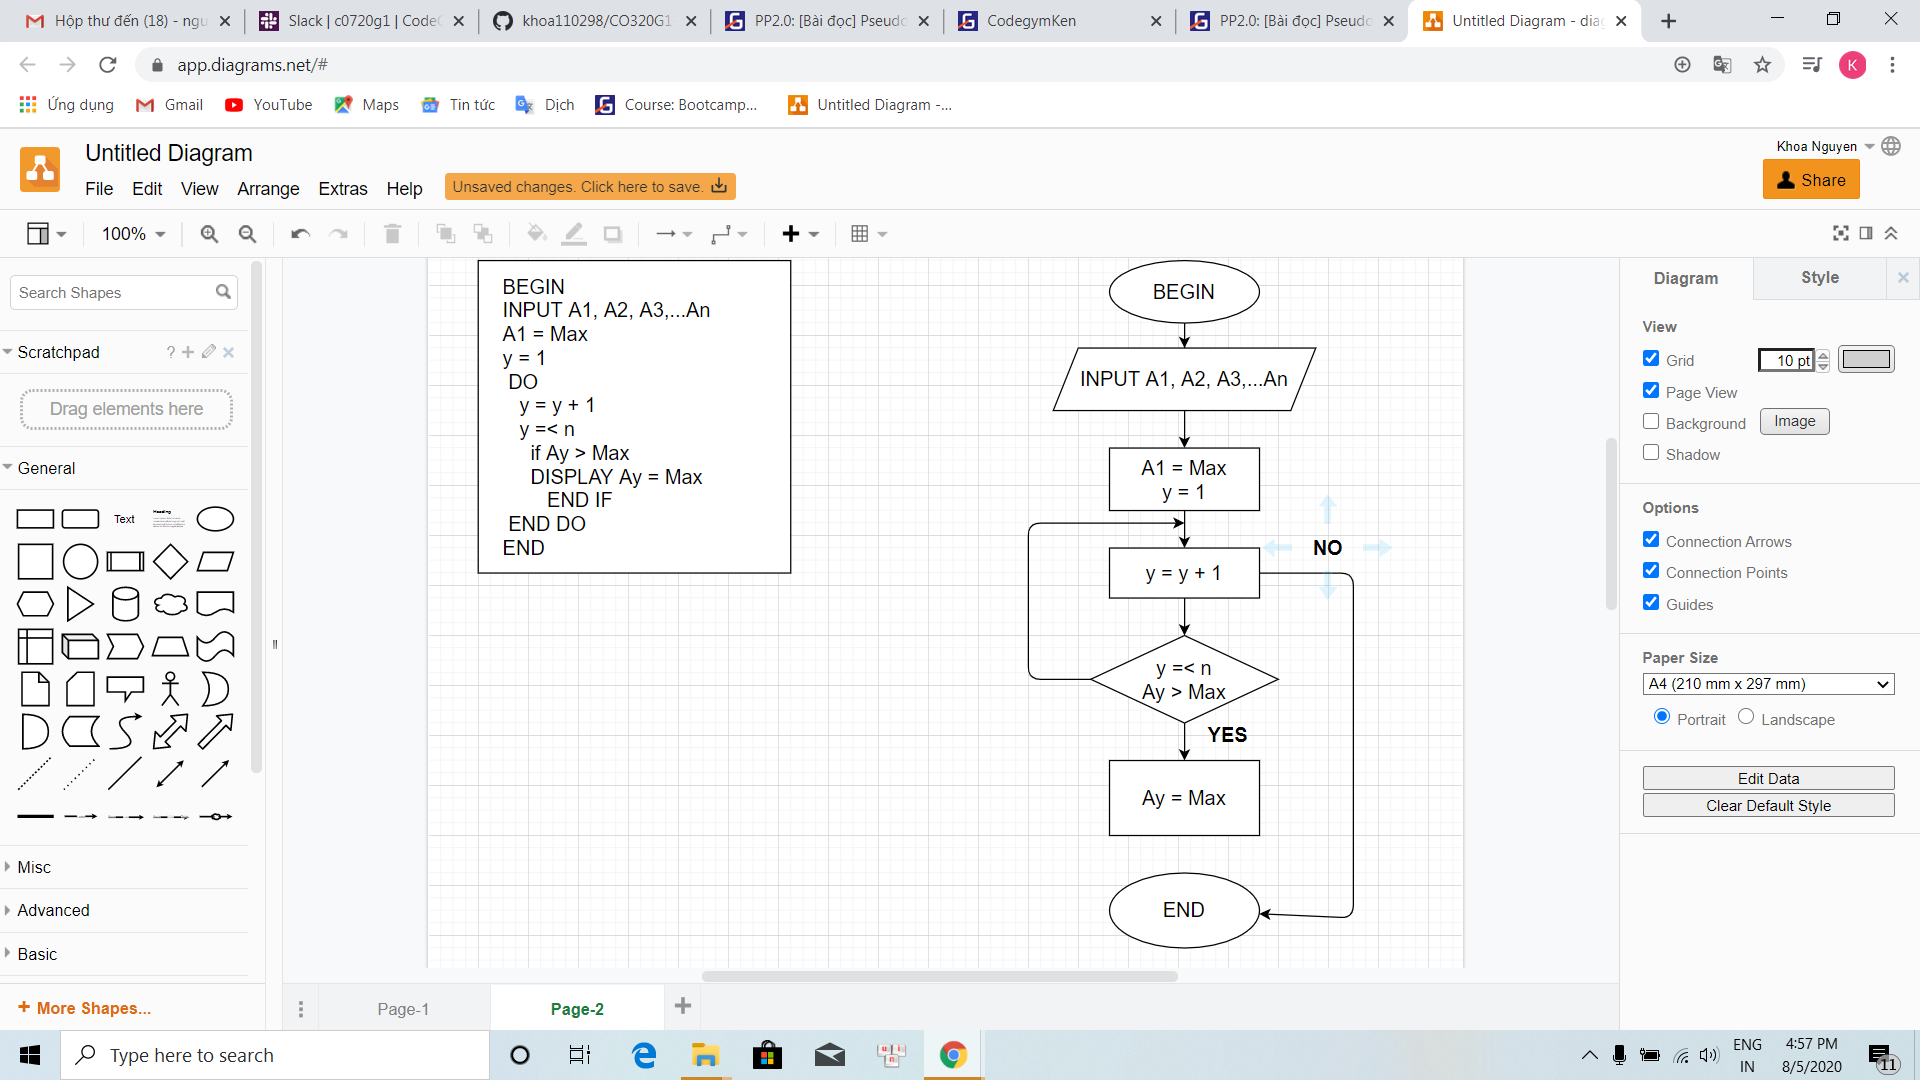 Hộp thư đến (18) - ngu
Slack | c0720g1 | Code
khoa110298/CO320G1
PP2.0: [Bài đọc] Pseudo
CodegymKen
PP2.0: [Bài đọc] Pseudo
Untitled Diagram - dia
app.diagrams.net/#
K
Ứng dụng
Gmail
YouTube
Maps
Tin tức
Dịch
Course: Bootcamp...
Untitled Diagram -...
Untitled Diagram
Khoa Nguyen
File Edit View Arrange Extras Help
Unsaved changes. Click here to save.
Share
100%
Search Shapes
Scratchpad
?
Drag elements here
General
Text
Heading
Misc
Advanced
Basic
+ More Shapes...
BEGIN
INPUT A1, A2, A3,...An
A1 = Max
y = 1
DO
y = y + 1
y =< n
if Ay > Max
DISPLAY Ay = Max
END IF
END DO
END
BEGIN
INPUT A1, A2, A3,...An
A1 = Max
y = 1
NO
y = y + 1
y =< n
Ay > Max
YES
Ay = Max
END
Diagram
Style
View
Grid
10 pt
Page View
Background
Image
Shadow
Options
Connection Arrows
Connection Points
Guides
Paper Size
A4 (210 mm x 297 mm)
Portrait
Landscape
Edit Data
Clear Default Style
Page-1
Page-2
Type here to search
ENG
IN
4:57 PM
8/5/2020
11